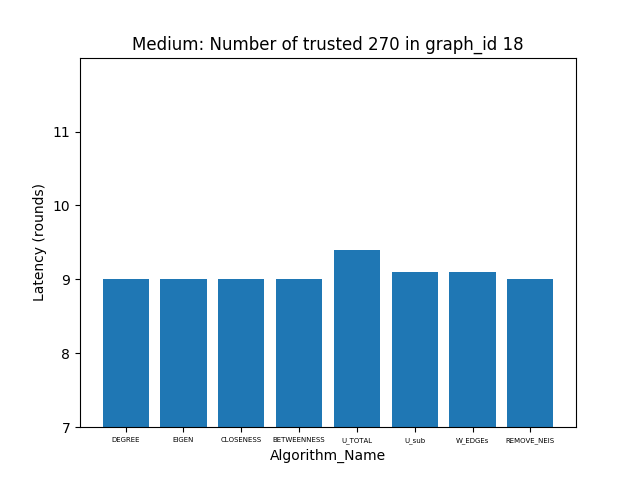 Medium: Number of trusted 270 in graph_id 18
Latency (rounds)
11
10
9
8
7
DEGREE EIGEN CLOSENESS BETWEENNESS U_TOTAL U_sub W_EDGEs REMOVE_NEIS
Algorithm_Name